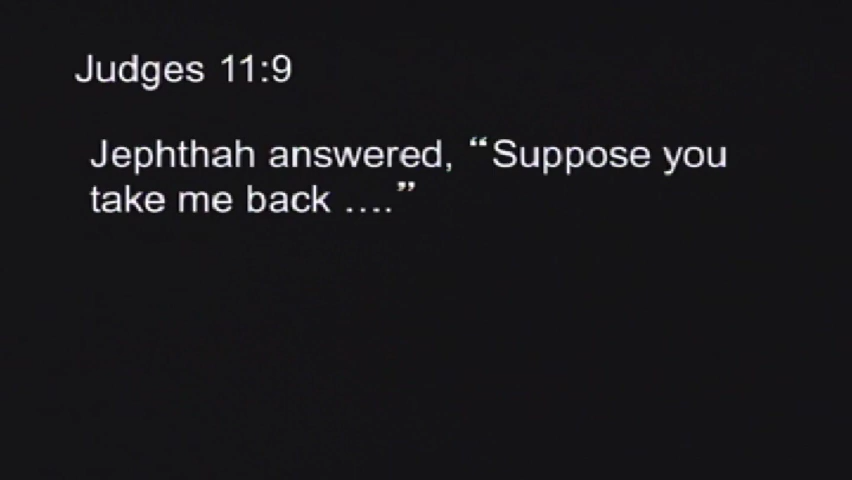 Judges 11:9
Jephthah answered, “Suppose you
take me back ....”